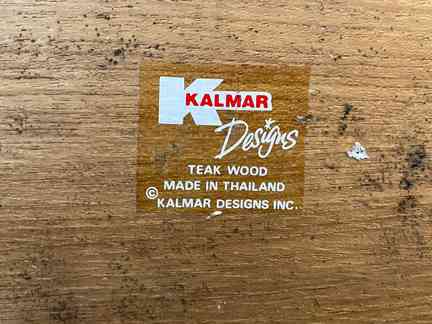 K
KALMAR
Designs
TEAK WOOD
MADE IN THAILAND
© KALMAR DESIGNS INC.